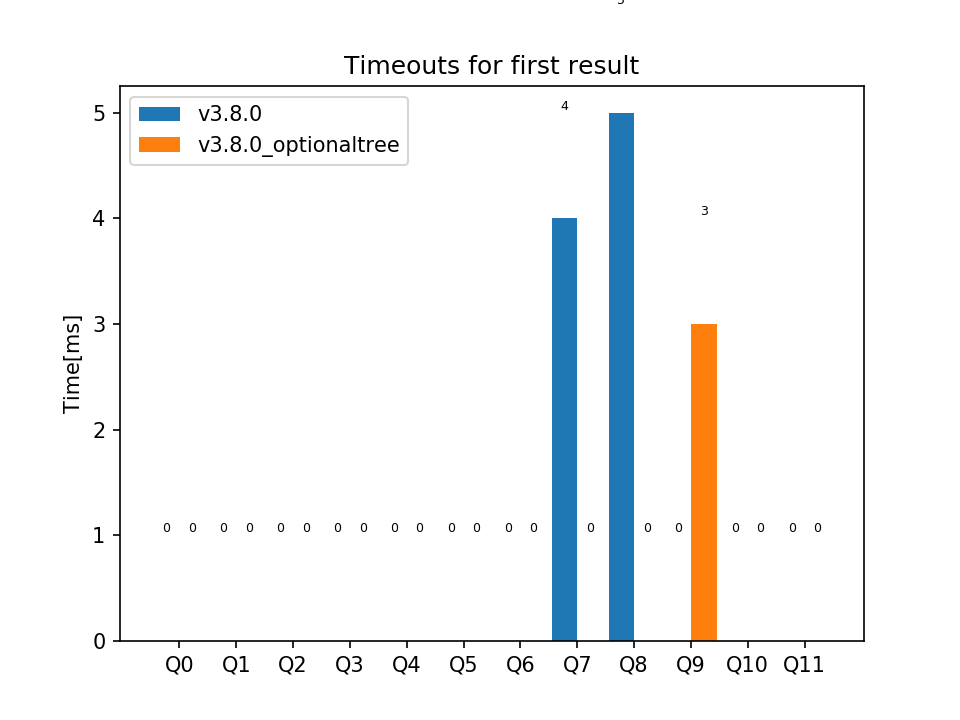 5
Timeouts for first result
v3.8.0
v3.8.0_optionaltree
5
4
3
2
1
0
Time[ms]
4
3
0 0 0 0 0 0 0 0 0 0 0 0 0 0 0 0 0 0 0 0 0
Q0 Q1 Q2 Q3 Q4 Q5 Q6 Q7 Q8 Q9 Q10 Q11